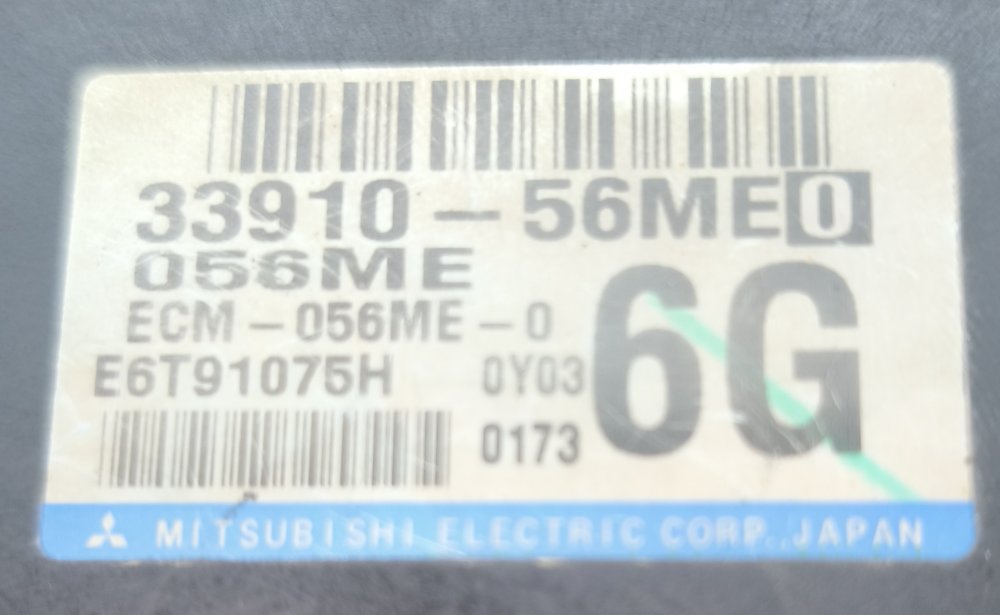 33910-56ME0
056ME
ECM-056ME-0
6G
E6T91075H 0Y03
0173
MITSUBISHI ELECTRIC CORP., JAPAN